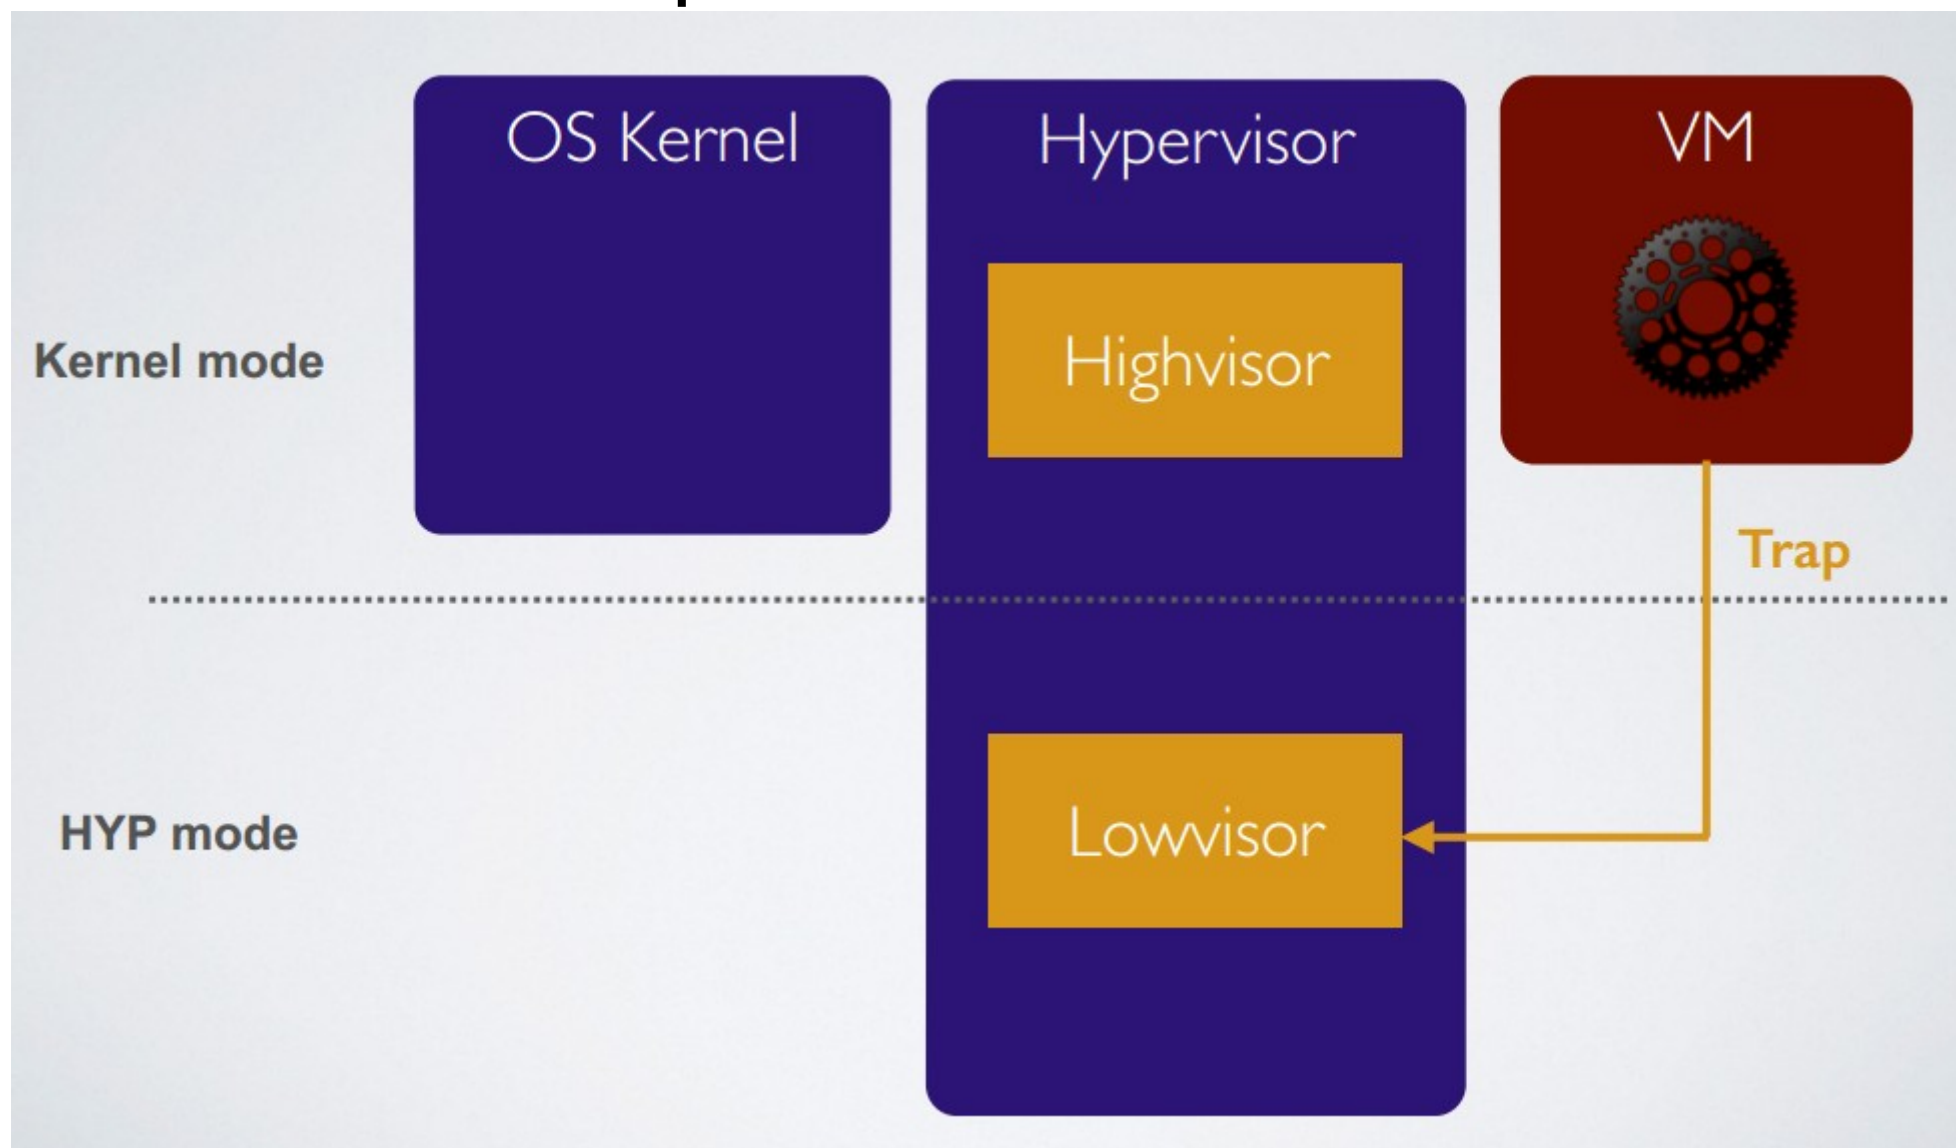 OS Kernel
Hypervisor
VM
Kernel mode
Highvisor
Trap
HYP mode
Lowvisor